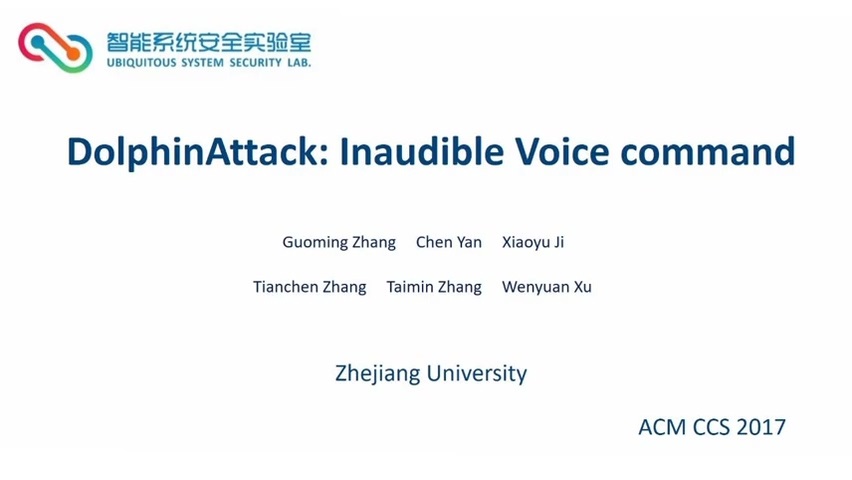 智能系统安全实验室
UBIQUITOUS SYSTEM SECURITY LAB.
DolphinAttack: Inaudible Voice command
Guoming Zhang Chen Yan Xiaoyu Ji
Tianchen Zhang Taimin Zhang Wenyuan Xu
Zhejiang University
ACM CCS 2017